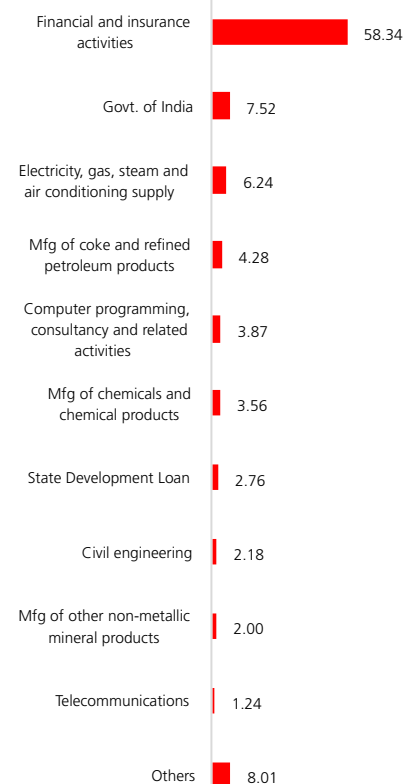 Financial and insurance
activities
58.34
Govt. of India
7.52
Electricity, gas, steam and
air conditioning supply
6.24
Mfg of coke and refined
petroleum products
4.28
Computer programming,
consultancy and related
activities
3.87
Mfg of chemicals and
chemical products
3.56
State Development Loan
2.76
Civil engineering
2.18
Mfg of other non-metallic
mineral products
2.00
Telecommunications
1.24
Others
8.01